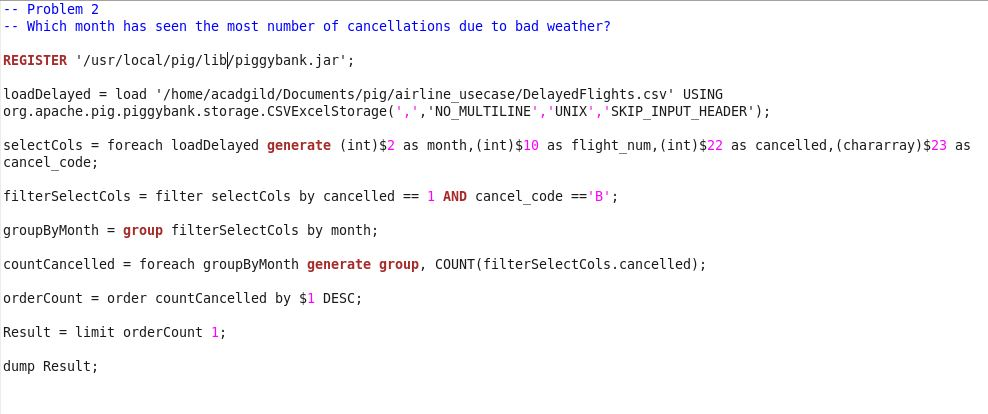 -- Problem 2
-- Which month has seen the most number of cancellations due to bad weather?
REGISTER '/usr/local/pig/lib/piggybank.jar';
loadDelayed = load '/home/acadgild/Documents/pig/airline_usecase/DelayedFlights.csv' USING
org.apache.pig.piggybank.storage.CSVExcelStorage(',','NO_MULTILINE','UNIX','SKIP_INPUT_HEADER');
selectCols = foreach loadDelayed generate (int)$2 as month,(int)$10 as flight_num,(int)$22 as cancelled,(chararray)$23 as
cancel_code;
filterSelectCols = filter selectCols by cancelled == 1 AND cancel_code =='B';
groupByMonth = group filterSelectCols by month;
countCancelled = foreach groupByMonth generate group, COUNT(filterSelectCols.cancelled);
orderCount = order countCancelled by $1 DESC;
Result = limit orderCount 1;
dump Result;